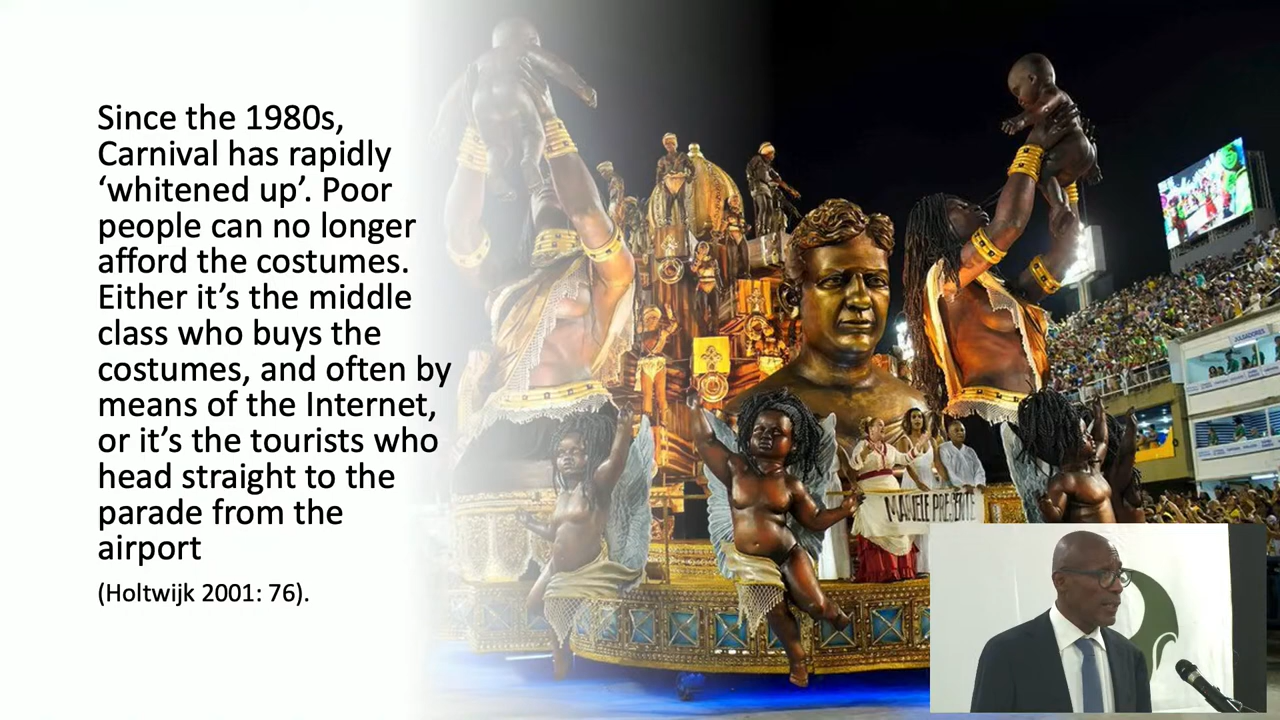 Since the 1980s,
Carnival has rapidly
‘whitened up’. Poor
people can no longer
afford the costumes.
Either it’s the middle
class who buys the
costumes, and often by
means of the Internet,
or it’s the tourists who
head straight to the
parade from the
airport
(Holtwijk 2001: 76).
JULGADORES